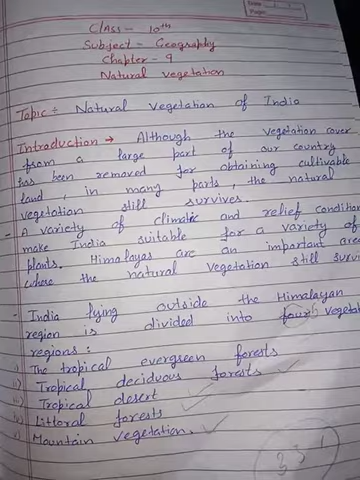 Class - 10th
Subject - Geography
Chapter - 9
Natural vegetation
Topic ÷ Natural Vegetation of India
Introduction → Although the vegetation cover
from a large part of our country
has been removed for obtaining cultivable
land, in many parts, the natural
vegetation still survives.
- A variety of climatic and relief condition
make India suitable for a variety of
plants. Himalayas are an important area
where the natural vegetation still surviv
- India lying outside the Himalayan
region is divided into four vegetat
regions:
The tropical evergreen forests
ii) Tropical deciduous forests
iii) Tropical desert
iv) Littoral forests
v) Mountain vegetation.